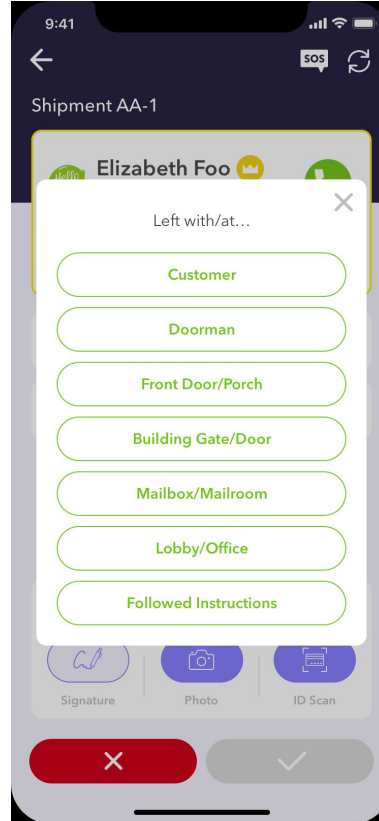 9:41
SOS
Shipment AA-1
Hello
Elizabeth Foo
Left with/at...
Customer
Doorman
Front Door/Porch
Building Gate/Door
Mailbox/Mailroom
Lobby/Office
Followed Instructions
Signature
Photo
ID Scan